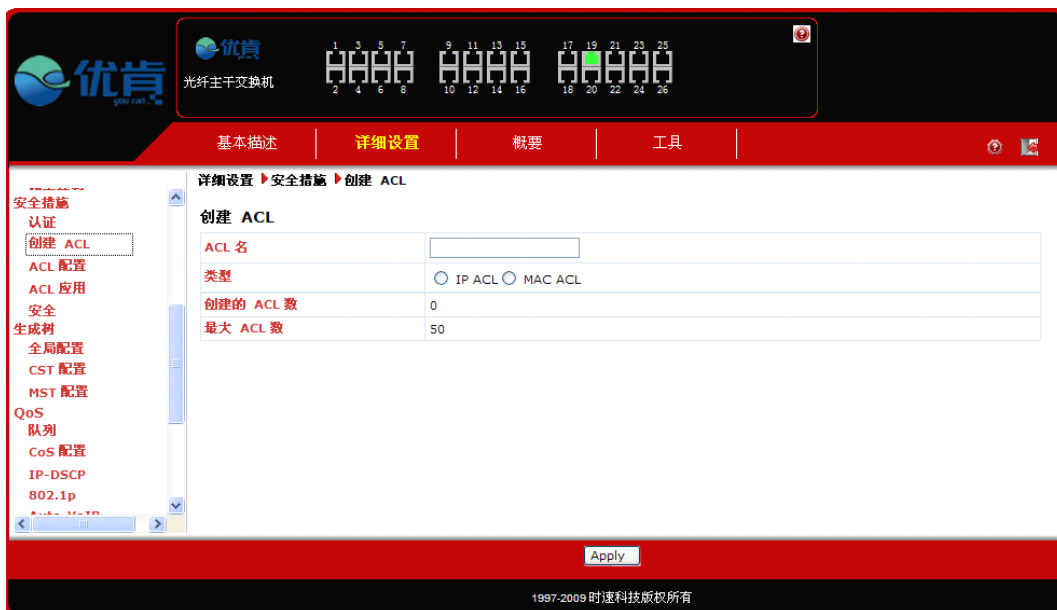 优肯
you can..
优肯
光纤主干交换机
1 3 5 7 9 11 13 15 17 19 21 23 25
2 4 6 8 10 12 14 16 18 20 22 24 26
基本描述 详细设置 概要 工具
安全措施
认证
创建 ACL
ACL 配置
ACL 应用
安全
生成树
全局配置
CST 配置
MST 配置
QoS
队列
CoS 配置
IP-DSCP
802.1p
详细设置 安全措施 创建 ACL
创建 ACL
ACL 名
类型 IP ACL MAC ACL
创建的 ACL 数 0
最大 ACL 数 50
Apply
1997-2009 时速科技版权所有